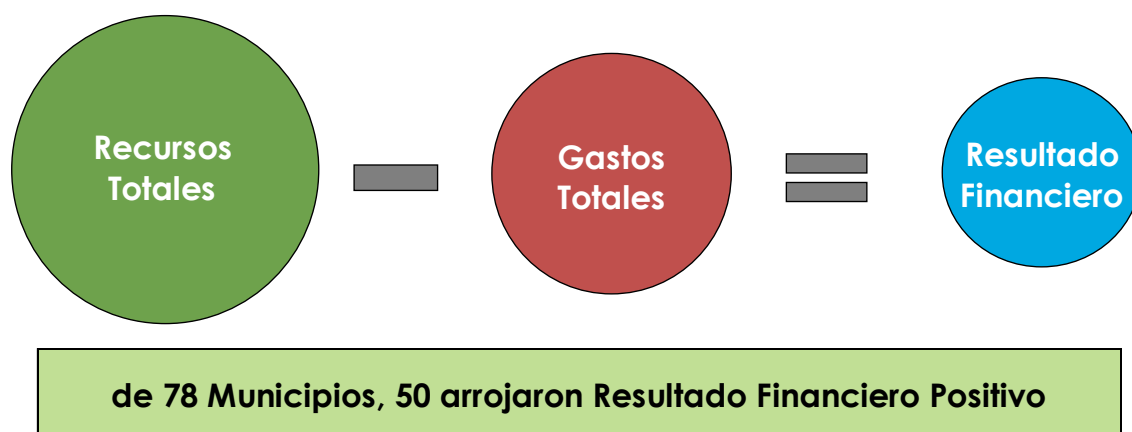 Recursos
Totales
Gastos
Totales
Resultado
Financiero
de 78 Municipios, 50 arrojaron Resultado Financiero Positivo